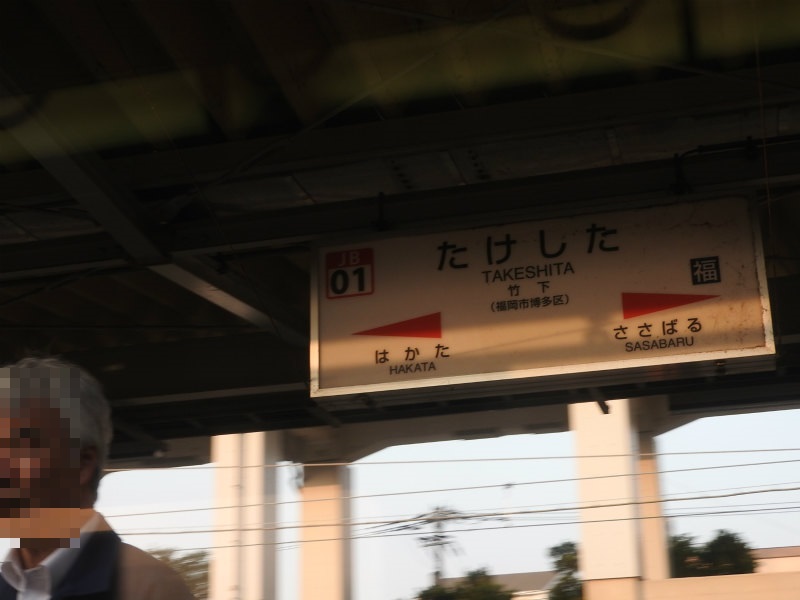 JB
01
たけした
TAKESHITA
竹下
(福岡市博多区)
福
はかた
HAKATA
ささばる
SASABARU